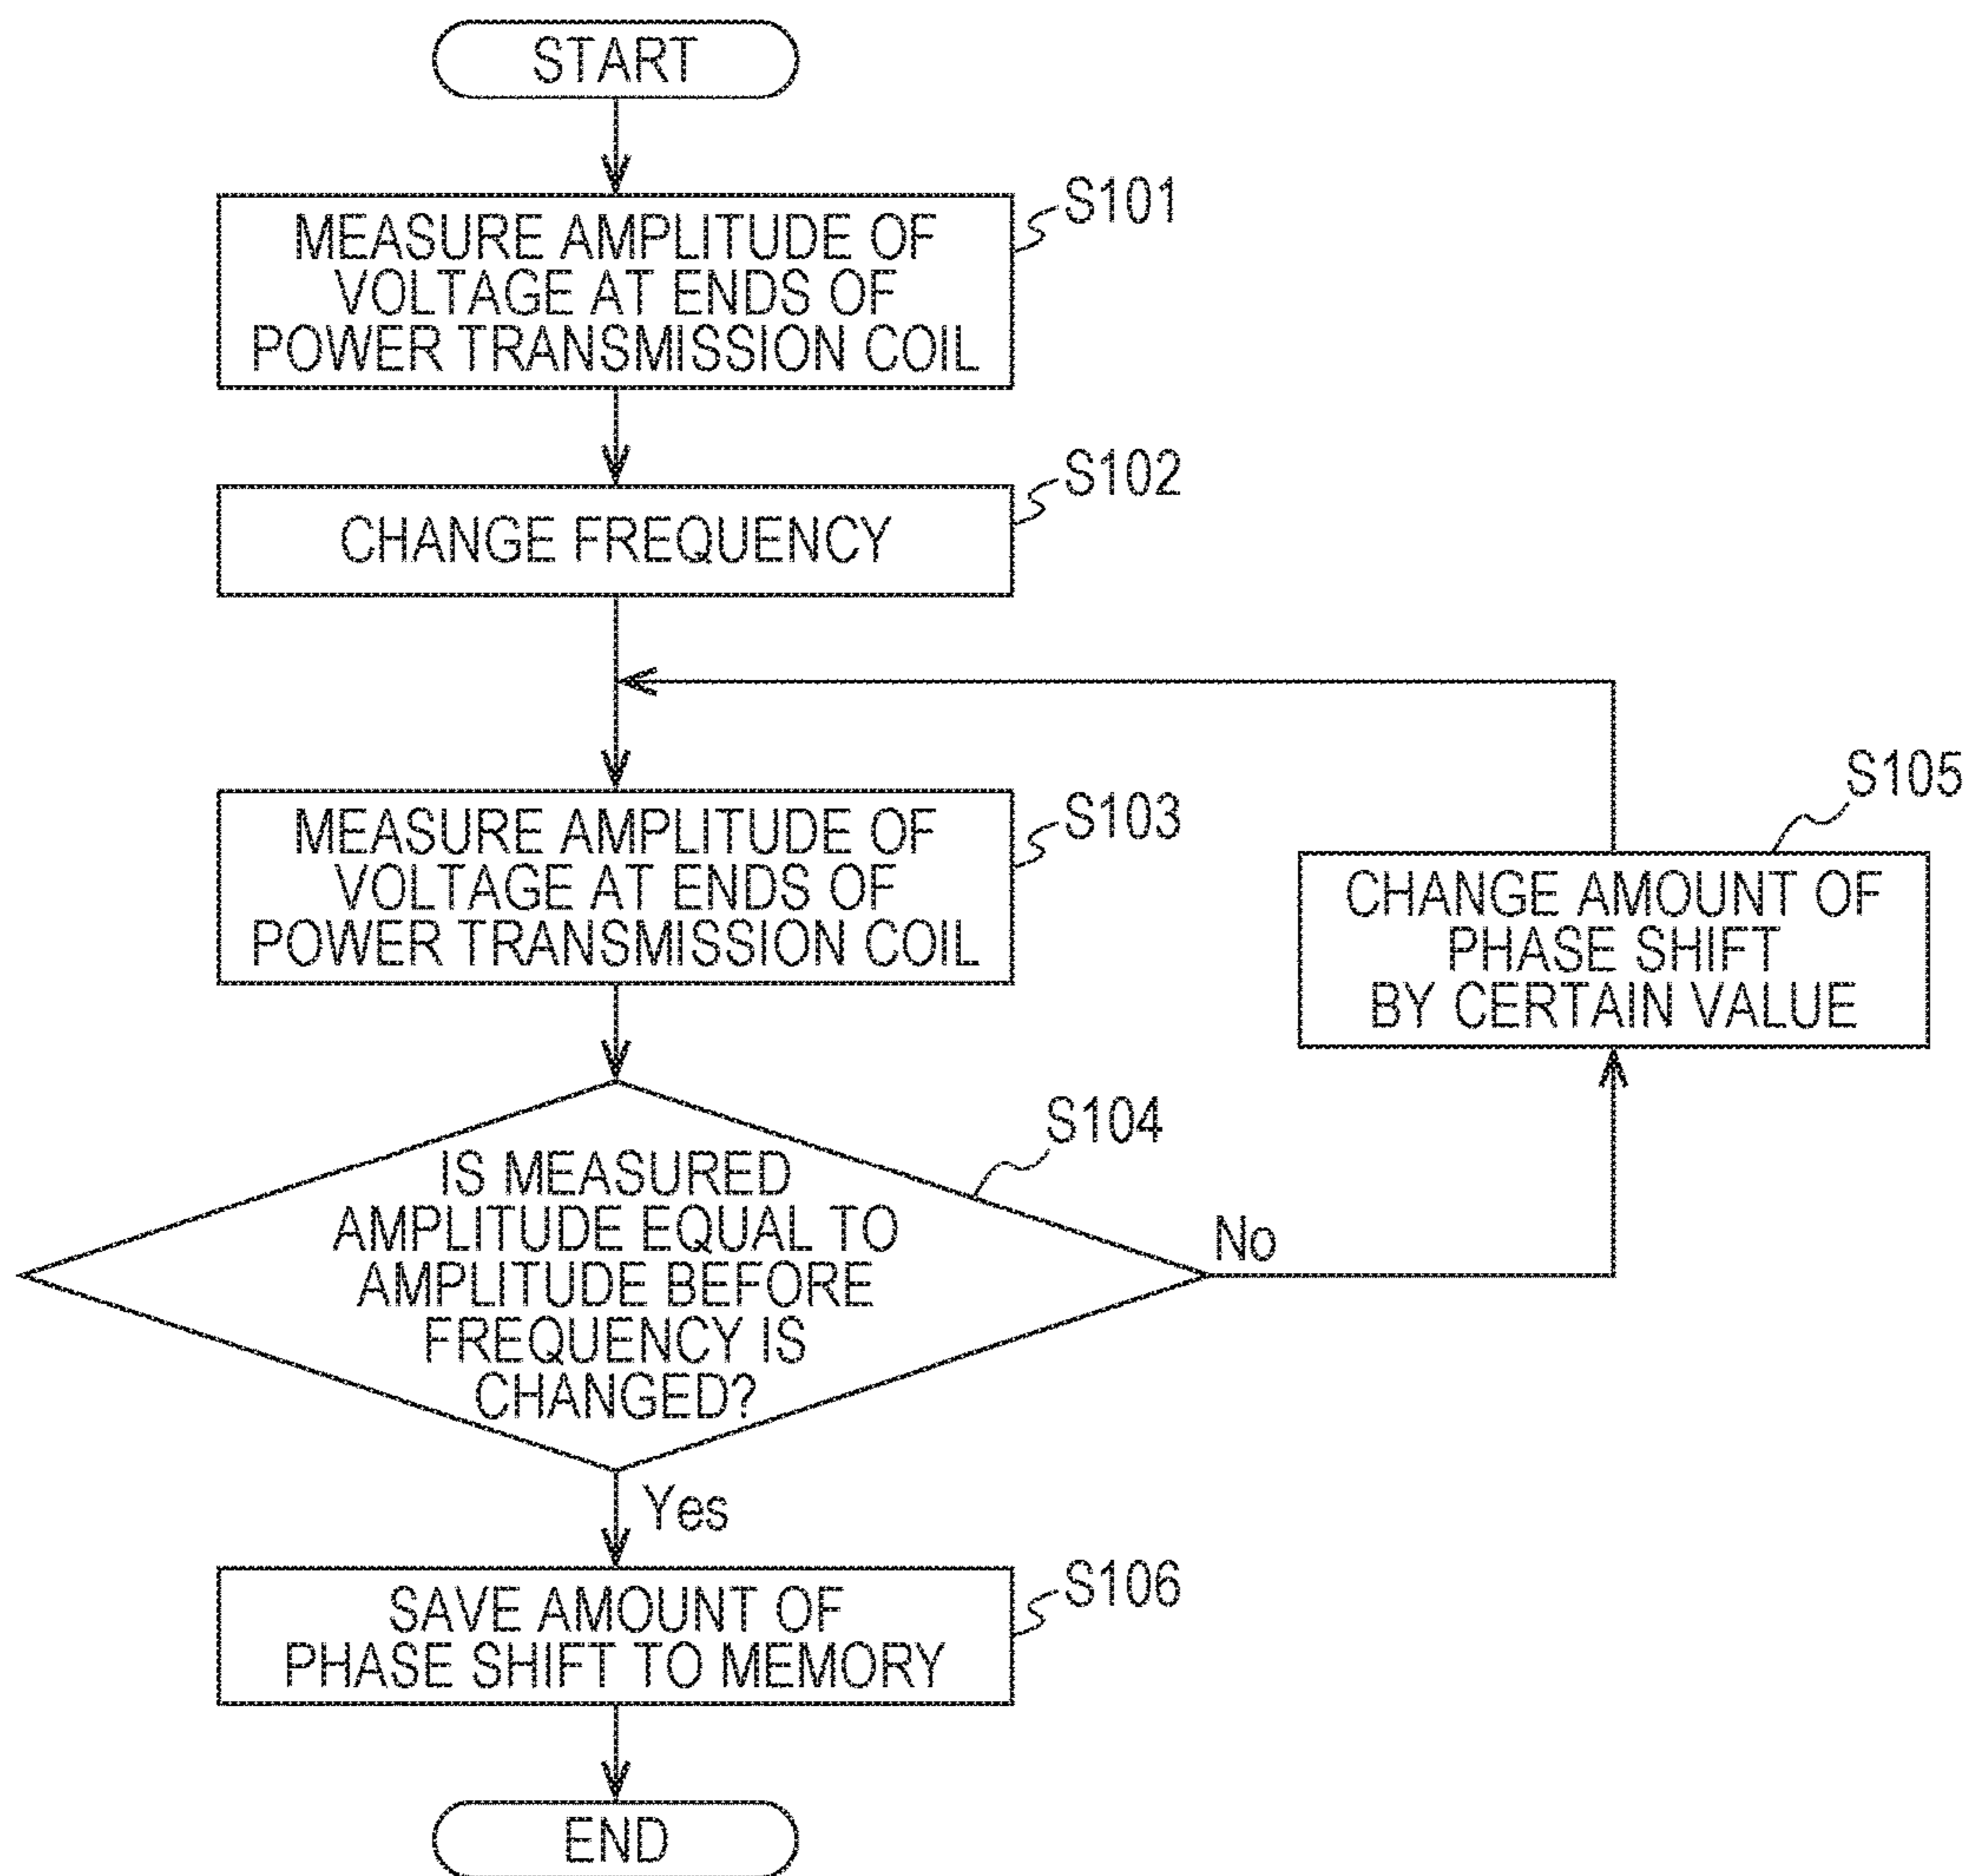 START
S101
MEASURE AMPLITUDE OF
VOLTAGE AT ENDS OF
POWER TRANSMISSION COIL
S102
CHANGE FREQUENCY
S103
MEASURE AMPLITUDE OF
VOLTAGE AT ENDS OF
POWER TRANSMISSION COIL
S105
CHANGE AMOUNT OF
PHASE SHIFT
BY CERTAIN VALUE
S104
IS MEASURED
AMPLITUDE EQUAL TO
AMPLITUDE BEFORE
FREQUENCY IS
CHANGED?
No
Yes
S106
SAVE AMOUNT OF
PHASE SHIFT TO MEMORY
END